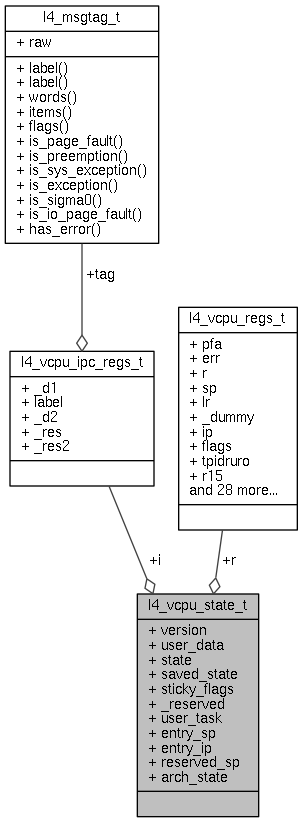 l4_msgtag_t
+ raw
+ label()
+ label()
+ words()
+ items()
+ flags()
+ is_page_fault()
+ is_preemption()
+ is_sys_exception()
+ is_exception()
+ is_sigma0()
+ is_io_page_fault()
+ has_error()
+tag
l4_vcpu_ipc_regs_t
+ _d1
+ label
+ _d2
+ _res
+ _res2
l4_vcpu_regs_t
+ pfa
+ err
+ r
+ sp
+ lr
+ _dummy
+ ip
+ flags
+ tpidruro
+ r15
and 28 more...
+i
+r
l4_vcpu_state_t
+ version
+ user_data
+ state
+ saved_state
+ sticky_flags
+ _reserved
+ user_task
+ entry_sp
+ entry_ip
+ reserved_sp
+ arch_state